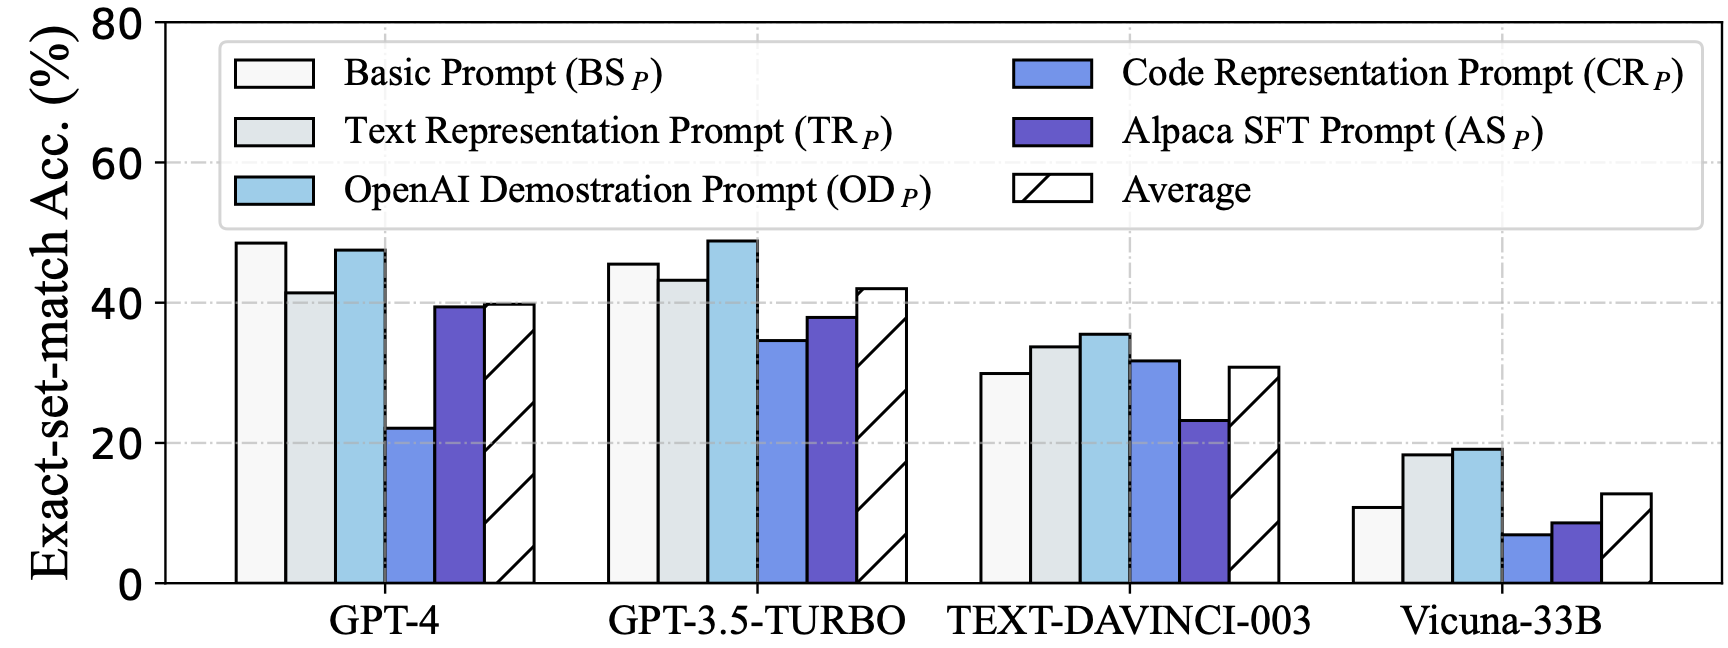 Exact-set-match Acc. (%)
80
60
40
20
0
Basic Prompt (BS P)
Text Representation Prompt (TR P)
OpenAI Demostration Prompt (OD P)
Code Representation Prompt (CR P)
Alpaca SFT Prompt (AS P)
Average
GPT-4
GPT-3.5-TURBO
TEXT-DAVINCI-003
Vicuna-33B